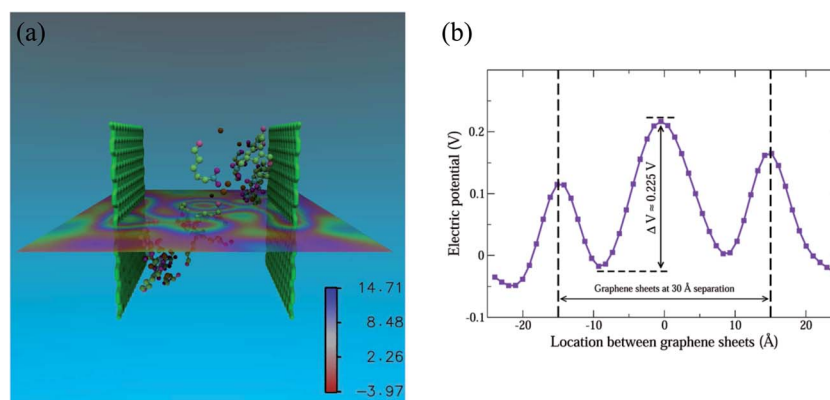 (a)
14.71
8.48
2.26
-3.97
(b)
Electric potential (V)
0.2
0.1
0
-0.1
Δ V = 0.225 V
Graphene sheets at 30 Å separation
-20 -10 0 10 20
Location between graphene sheets (Å)